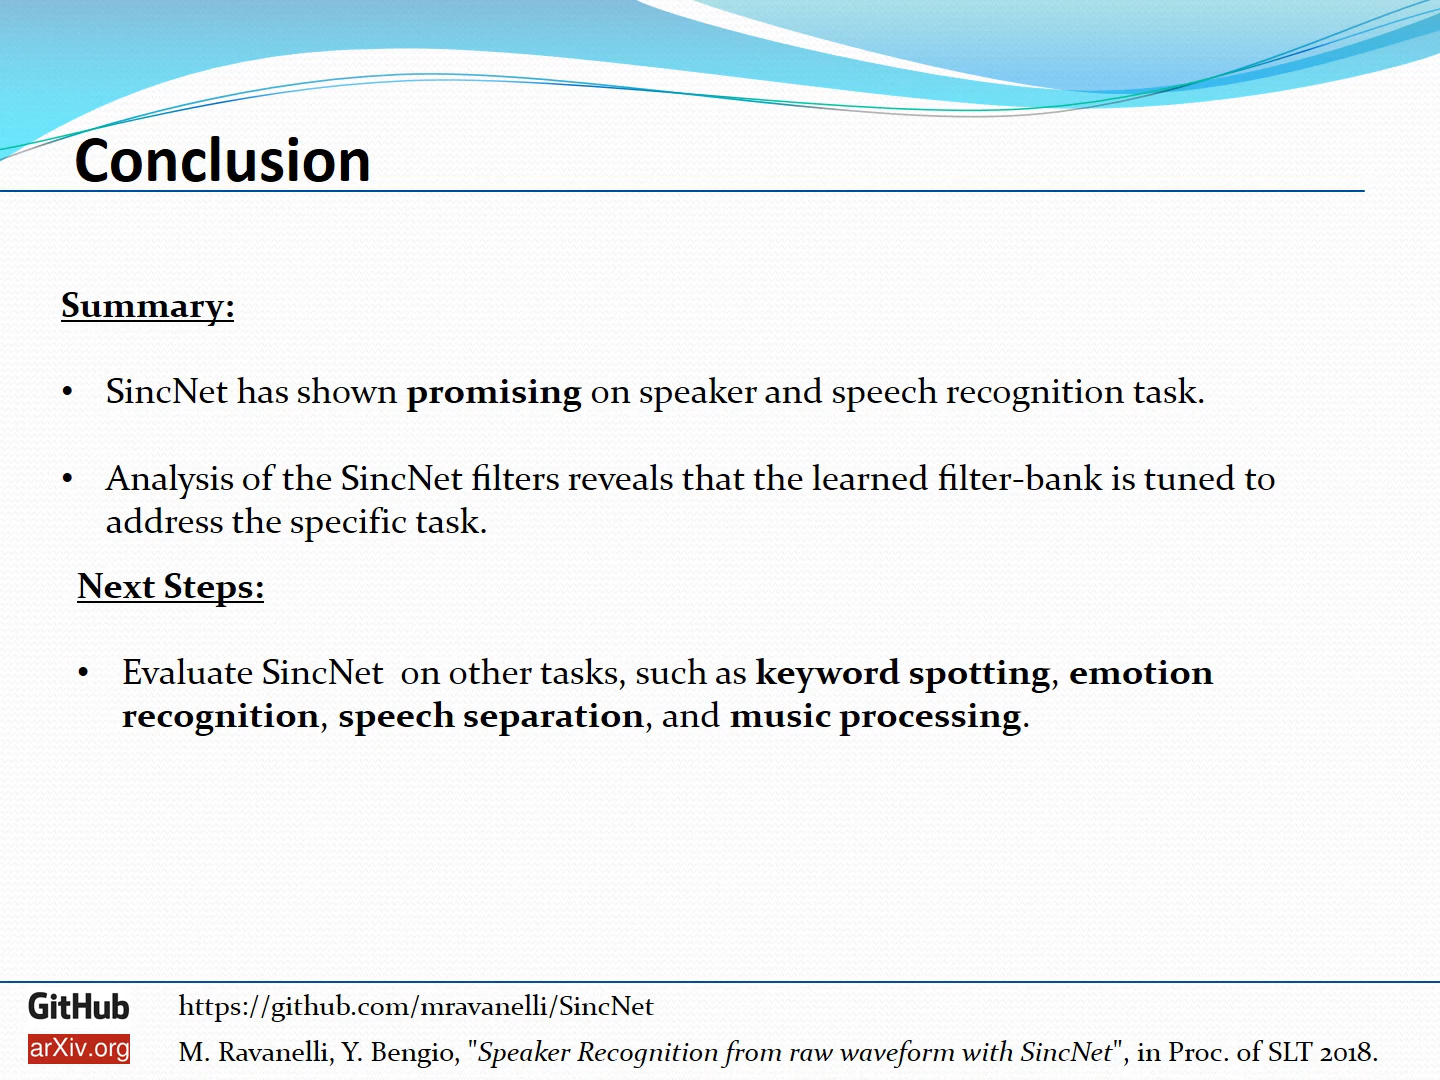 Conclusion
Summary:
• SincNet has shown promising on speaker and speech recognition task.
• Analysis of the SincNet filters reveals that the learned filter-bank is tuned to
address the specific task.
Next Steps:
• Evaluate SincNet  on other tasks, such as keyword spotting, emotion
recognition, speech separation, and music processing.
GitHub https://github.com/mravanelli/SincNet
arXiv.org M. Ravanelli, Y. Bengio, "Speaker Recognition from raw waveform with SincNet", in Proc. of SLT 2018.